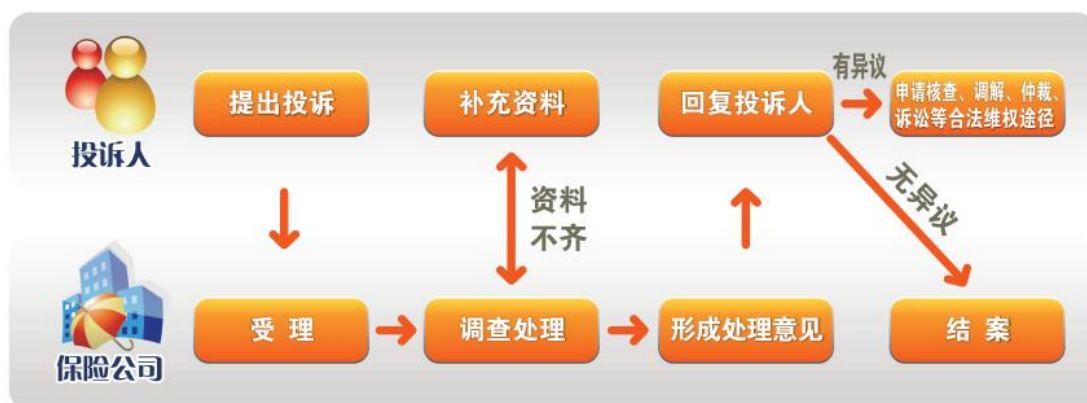 投诉人
提出投诉
补充资料
回复投诉人
有异议
申请核查、调解、仲裁、
诉讼等合法维权途径
资料
不齐
无异议
保险公司
受 理
调查处理
形成处理意见
结 案